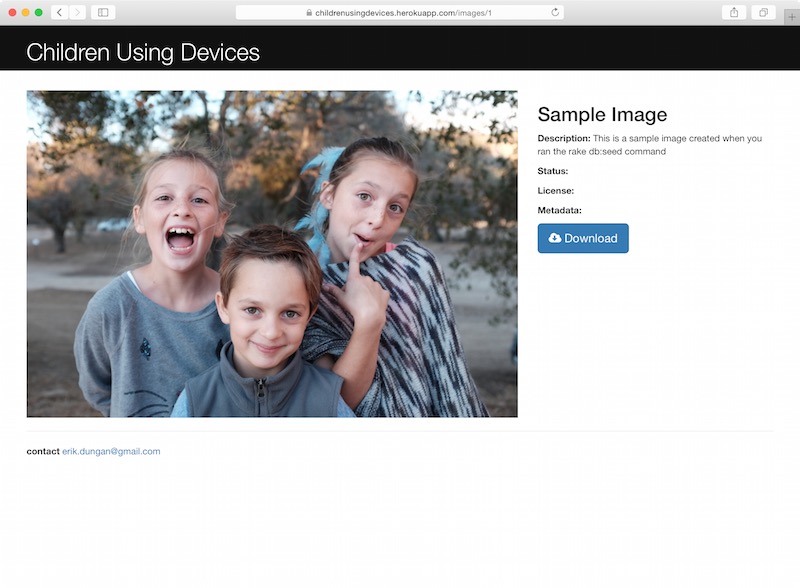 childrenusingdevices.herokuapp.com/images/1
Children Using Devices
Sample Image
Description: This is a sample image created when you
ran the rake db:seed command
Status:
License:
Metadata:
Download
contact erik.dungan@gmail.com